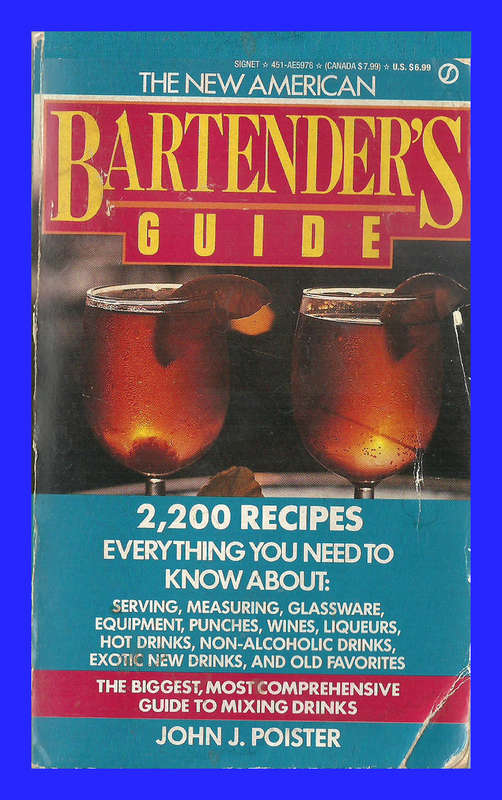 SIGNET ☆ 451-AE5978 ☆ (CANADA $7.99) ☆ U.S. $6.99
THE NEW AMERICAN
BARTENDER'S
GUIDE
2,200 RECIPES
EVERYTHING YOU NEED TO
KNOW ABOUT:
SERVING, MEASURING, GLASSWARE,
EQUIPMENT, PUNCHES, WINES, LIQUEURS,
HOT DRINKS, NON-ALCOHOLIC DRINKS,
EXOTIC NEW DRINKS, AND OLD FAVORITES
THE BIGGEST, MOST COMPREHENSIVE
GUIDE TO MIXING DRINKS
JOHN J. POISTER